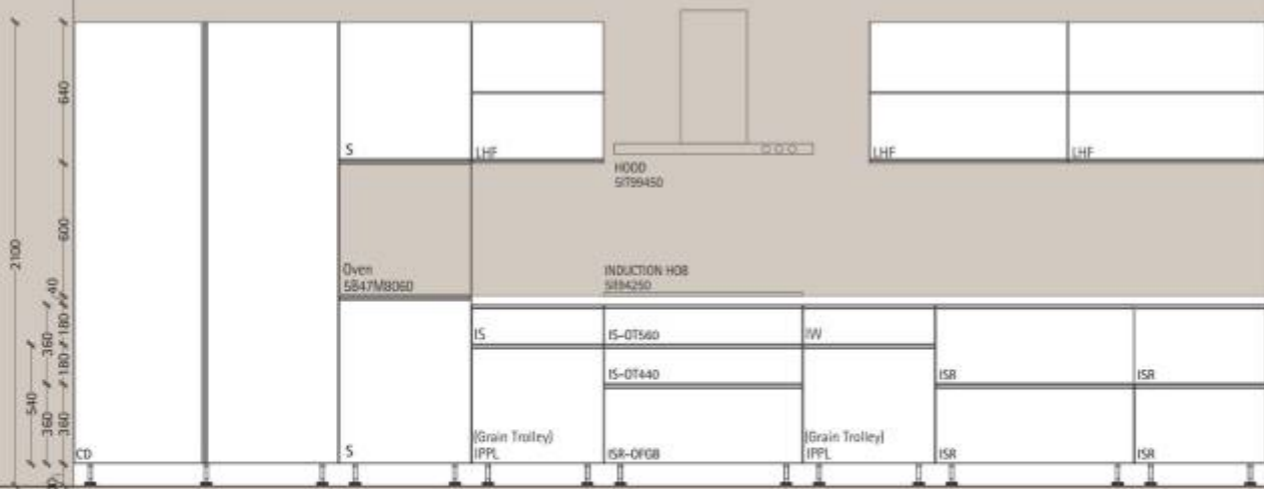 S
LHF
HOOD
SIT99450
LHF
LHF
2100
640
600
40
180
360
180
540
360
360
Oven
SB47M8060
INDUCTION HOB
IS
IS-OT560
IW
IS-OT440
ISR
ISR
CD
S
(Grain Trolley)
IPPL
ISR-OFGB
(Grain Trolley)
IPPL
ISR
ISR